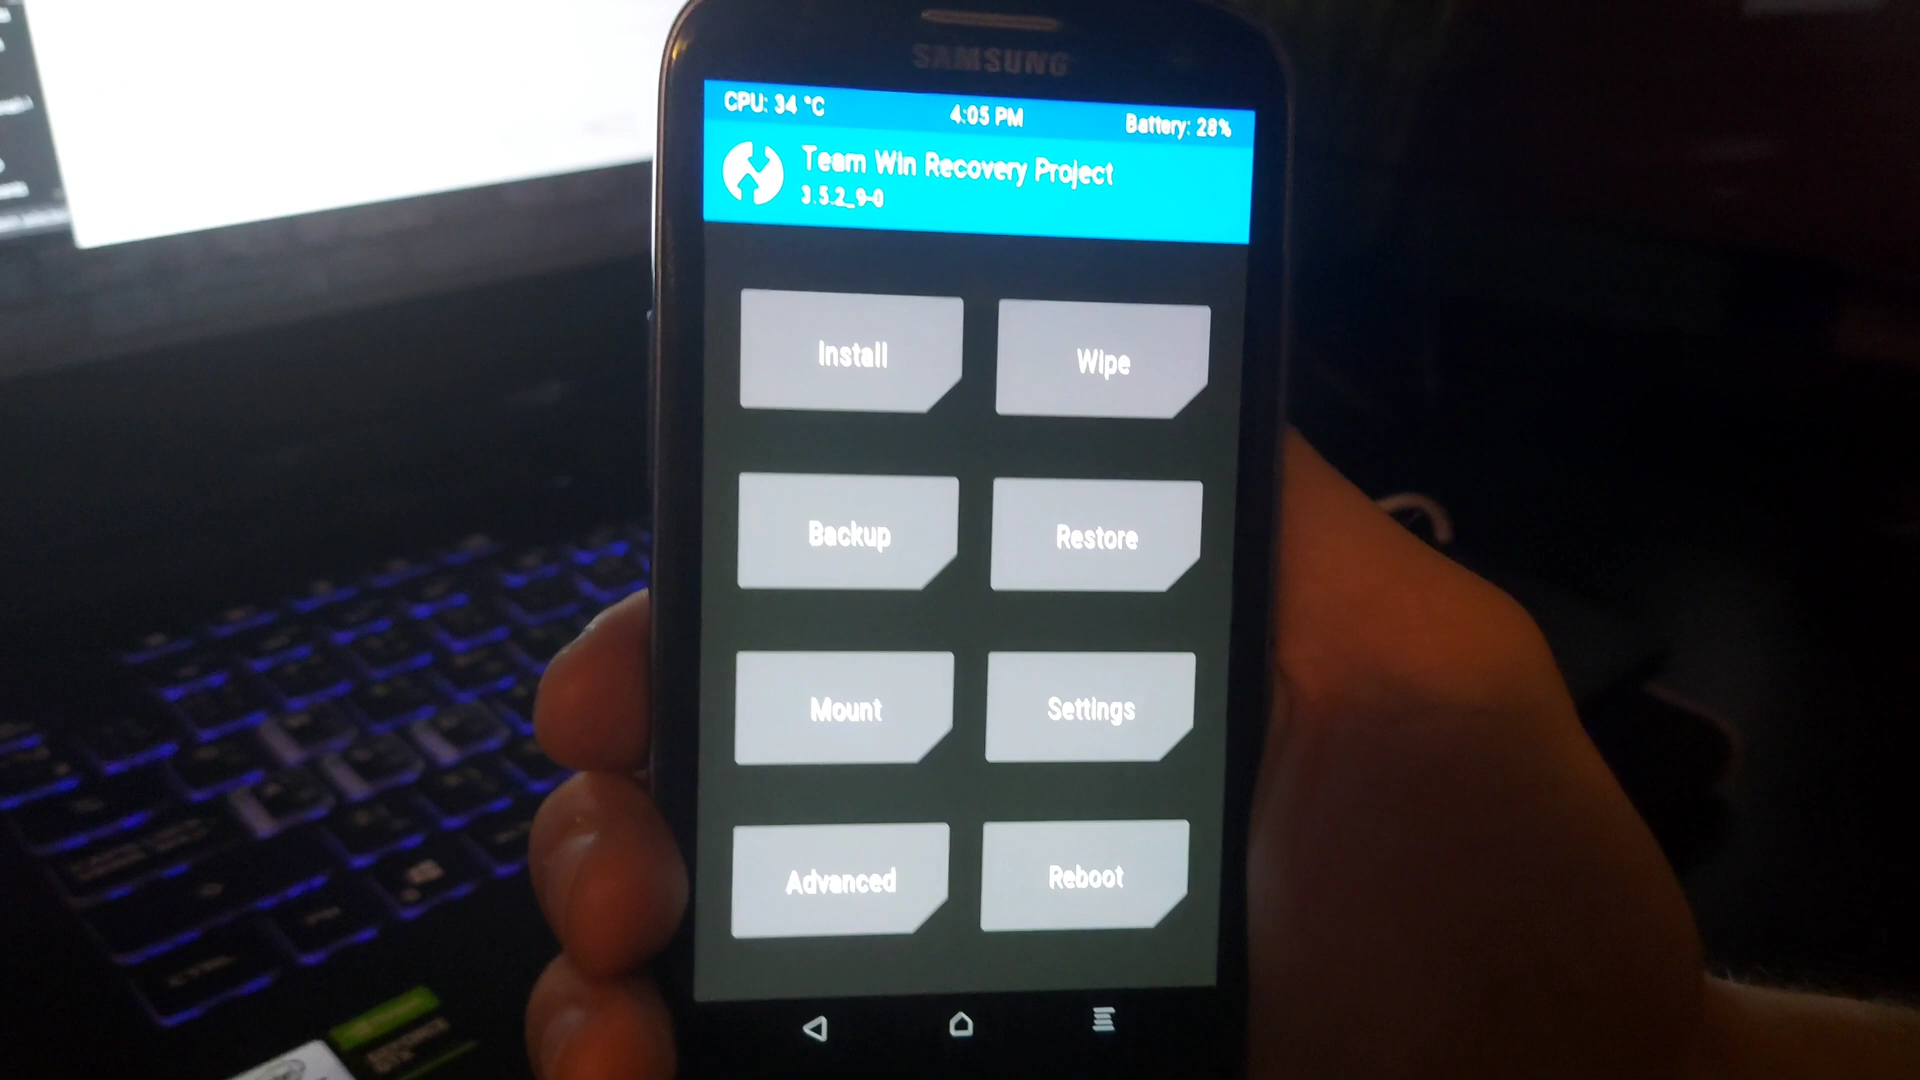 SAMSUNG
CPU: 34 °C
4:05 PM
Battery: 28%
Team Win Recovery Project
3.5.2_9-0
Install
Wipe
Backup
Restore
Mount
Settings
Advanced
Reboot
CTRL